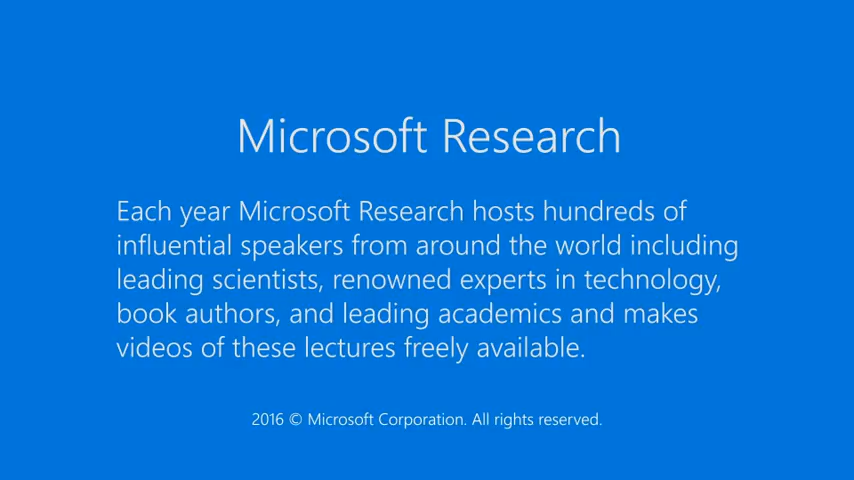 Microsoft Research
Each year Microsoft Research hosts hundreds of
influential speakers from around the world including
leading scientists, renowned experts in technology,
book authors, and leading academics and makes
videos of these lectures freely available.
2016 © Microsoft Corporation. All rights reserved.